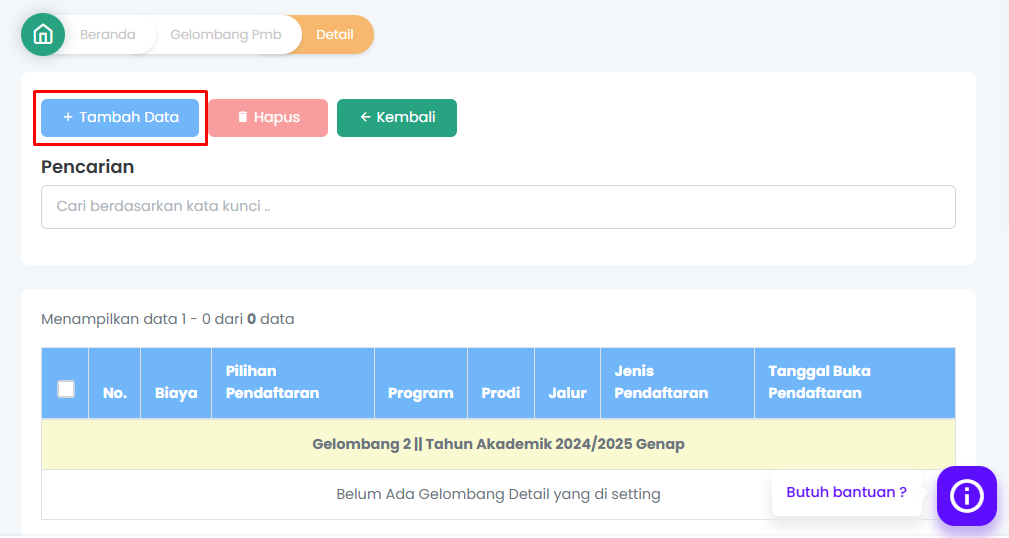 Beranda
Gelombang Pmb
Detail
+ Tambah Data
Hapus
← Kembali
Pencarian
Cari berdasarkan kata kunci ..
Menampilkan data 1 - 0 dari 0 data
No.
Biaya
Pilihan
Pendaftaran
Program
Prodi
Jalur
Jenis
Pendaftaran
Tanggal Buka
Pendaftaran
Gelombang 2 || Tahun Akademik 2024/2025 Genap
Belum Ada Gelombang Detail yang di setting
Butuh bantuan ?